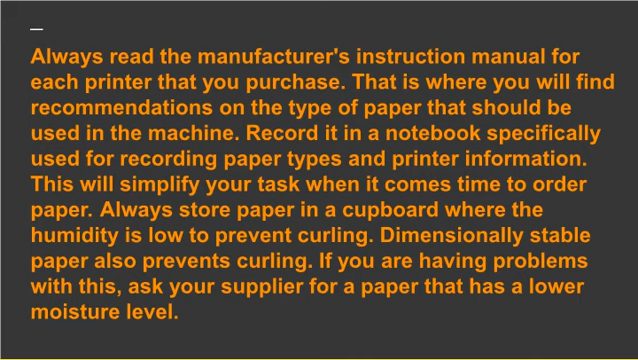 Always read the manufacturer's instruction manual for
each printer that you purchase. That is where you will find
recommendations on the type of paper that should be
used in the machine. Record it in a notebook specifically
used for recording paper types and printer information.
This will simplify your task when it comes time to order
paper. Always store paper in a cupboard where the
humidity is low to prevent curling. Dimensionally stable
paper also prevents curling. If you are having problems
with this, ask your supplier for a paper that has a lower
moisture level.